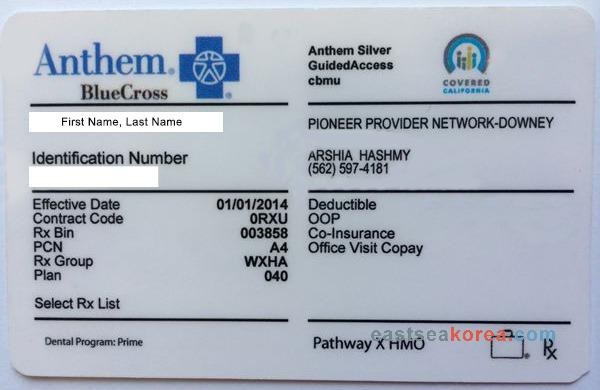 Anthem®
BlueCross®
First Name, Last Name
Identification Number
Effective Date 01/01/2014
Contract Code 0RXU
Rx Bin 003858
PCN A4
Rx Group WXHA
Plan 040
Select Rx List
Dental Program: Prime
Anthem Silver
GuidedAccess
cbmu
COVERED
CALIFORNIA
PIONEER PROVIDER NETWORK-DOWNEY
ARSHIA HASHMY
(562) 597-4181
Deductible
OOP
Co-Insurance
Office Visit Copay
eastseakorea.com
Pathway X HMO
®
Rx